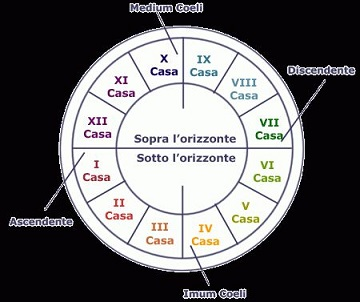 Medium Coeli
X
Casa
IX
Casa
XI
Casa
VIII
Casa
Discendente
XII
Casa
VII
Casa
Sopra l'orizzonte
Sotto l'orizzonte
I
Casa
VI
Casa
II
Casa
V
Casa
Ascendente
III
Casa
IV
Casa
Imum Coeli